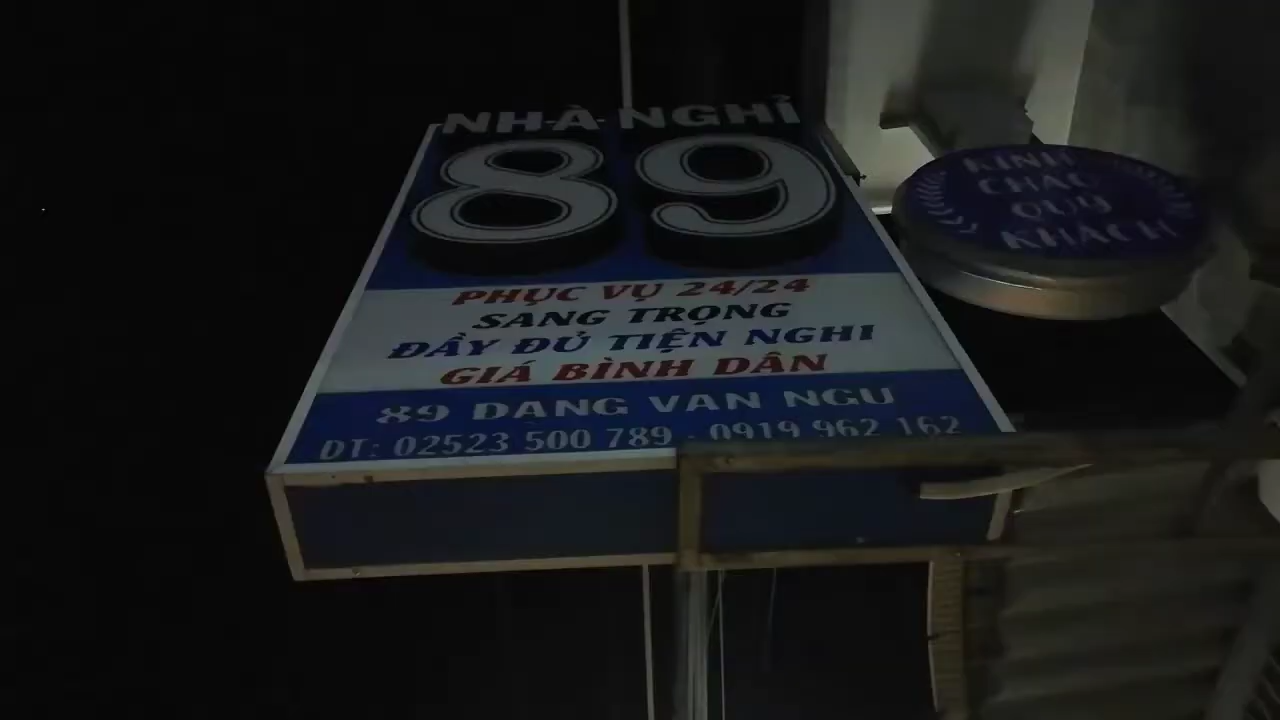 NHÀ NGHỈ
89
PHỤC VỤ 24/24
SANG TRỌNG
ĐẦY ĐỦ TIỆN NGHI
GIÁ BÌNH DÂN
89 ĐẶNG VĂN NGỮ
DT: 02523 500 789 - 0919 962 162
KÍNH
CHÀO
QUÝ
KHÁCH